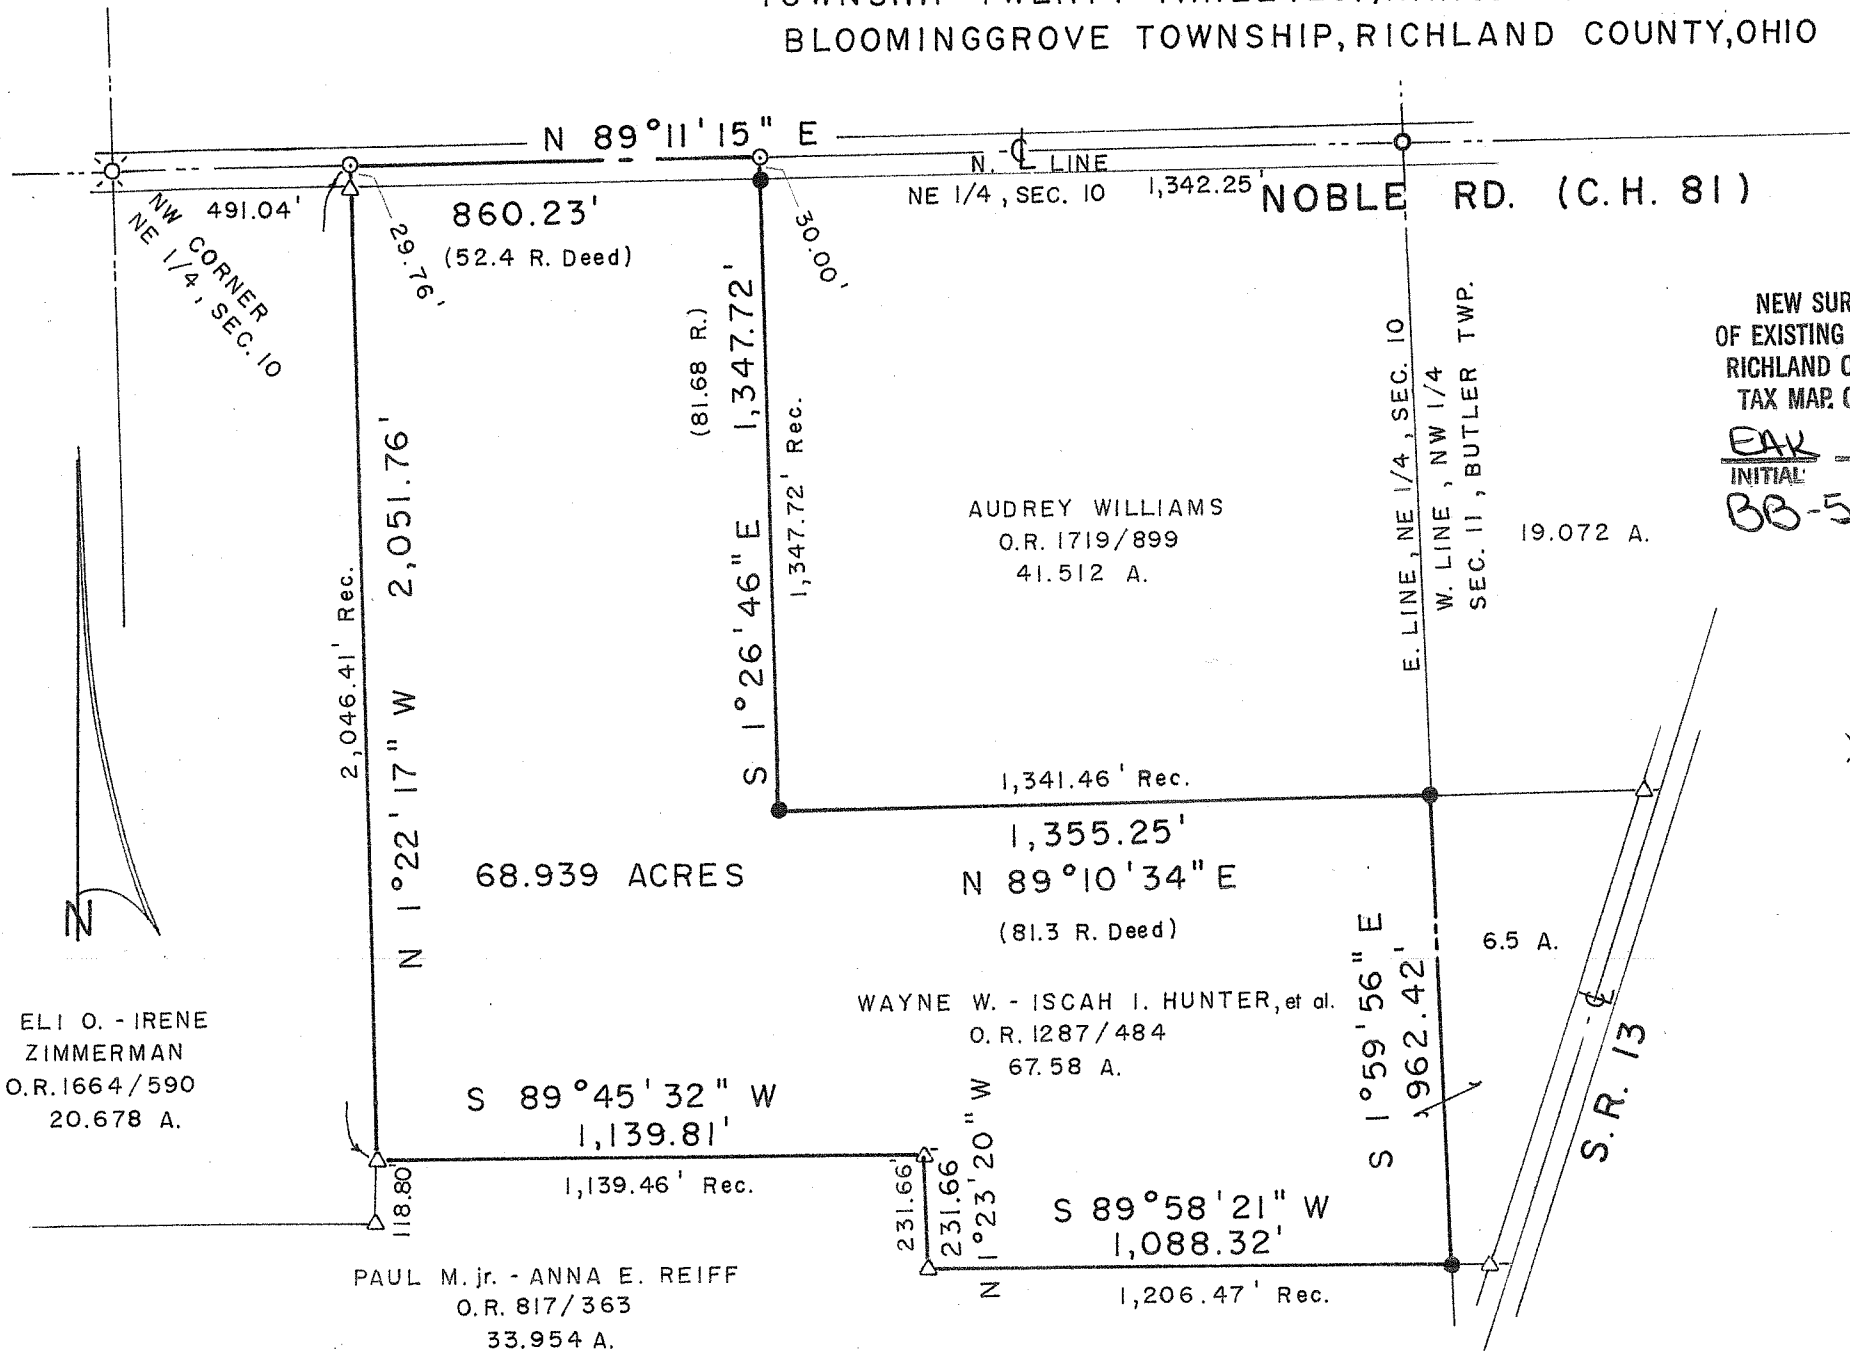 BLOOMINGGROVE TOWNSHIP, RICHLAND COUNTY, OHIO
N 89°11'15" E
N. - ℄ LINE
NE 1/4, SEC. 10
1,342.25'
NOBLE RD. (C.H. 81)
NW CORNER
NE 1/4, SEC. 10
491.04'
29.76'
860.23'
(52.4 R. Deed)
30.00'
(81.68 R.)
S 1°26'46" E 1,347.72'
1,347.72' Rec.
2,046.41' Rec.
N 1°22'17" W 2,051.76'
AUDREY WILLIAMS
O.R. 1719/899
41.512 A.
E. LINE, NE 1/4, SEC. 10
W. LINE, NW 1/4
SEC. 11, BUTLER TWP.
19.072 A.
NEW SUR
OF EXISTING
RICHLAND C
TAX MAP. (
EAK
INITIAL
BB-5
1,341.46' Rec.
1,355.25'
N 89°10'34" E
(81.3 R. Deed)
68.939 ACRES
N
WAYNE W. - ISCAH I. HUNTER, et al.
O.R. 1287/484
67.58 A.
S 1°59'56" E
962.42'
6.5 A.
℄
S.R. 13
ELI O. - IRENE
ZIMMERMAN
O.R. 1664/590
20.678 A.
S 89°45'32" W
1,139.81'
1,139.46' Rec.
118.80'
231.66'
231.66
N 1°23'20" W
S 89°58'21" W
1,088.32'
1,206.47' Rec.
PAUL M. jr. - ANNA E. REIFF
O.R. 817/363
33.954 A.